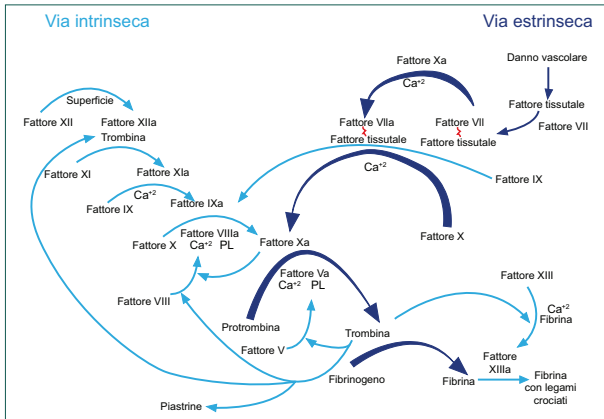 Via intrinseca
Via estrinseca
Fattore Xa
Ca+2
Danno vascolare
Superficie
Fattore XII
Fattore XIIa
Trombina
Fattore VIIa
Fattore tissutale
Fattore VII
Fattore tissutale
Fattore tissutale
Fattore VII
Fattore XI
Fattore XIa
Ca+2
Fattore IX
Ca+2
Fattore IX
Fattore IXa
Fattore X
Fattore VIIIa
Ca+2 PL
Fattore Xa
Fattore X
Fattore VIII
Fattore Va
Ca+2 PL
Fattore XIII
Ca+2
Fibrina
Protrombina
Trombina
Fattore V
Fattore
XIIIa
Fibrinogeno
Fibrina
Fibrina
con legami
crociati
Piastrine